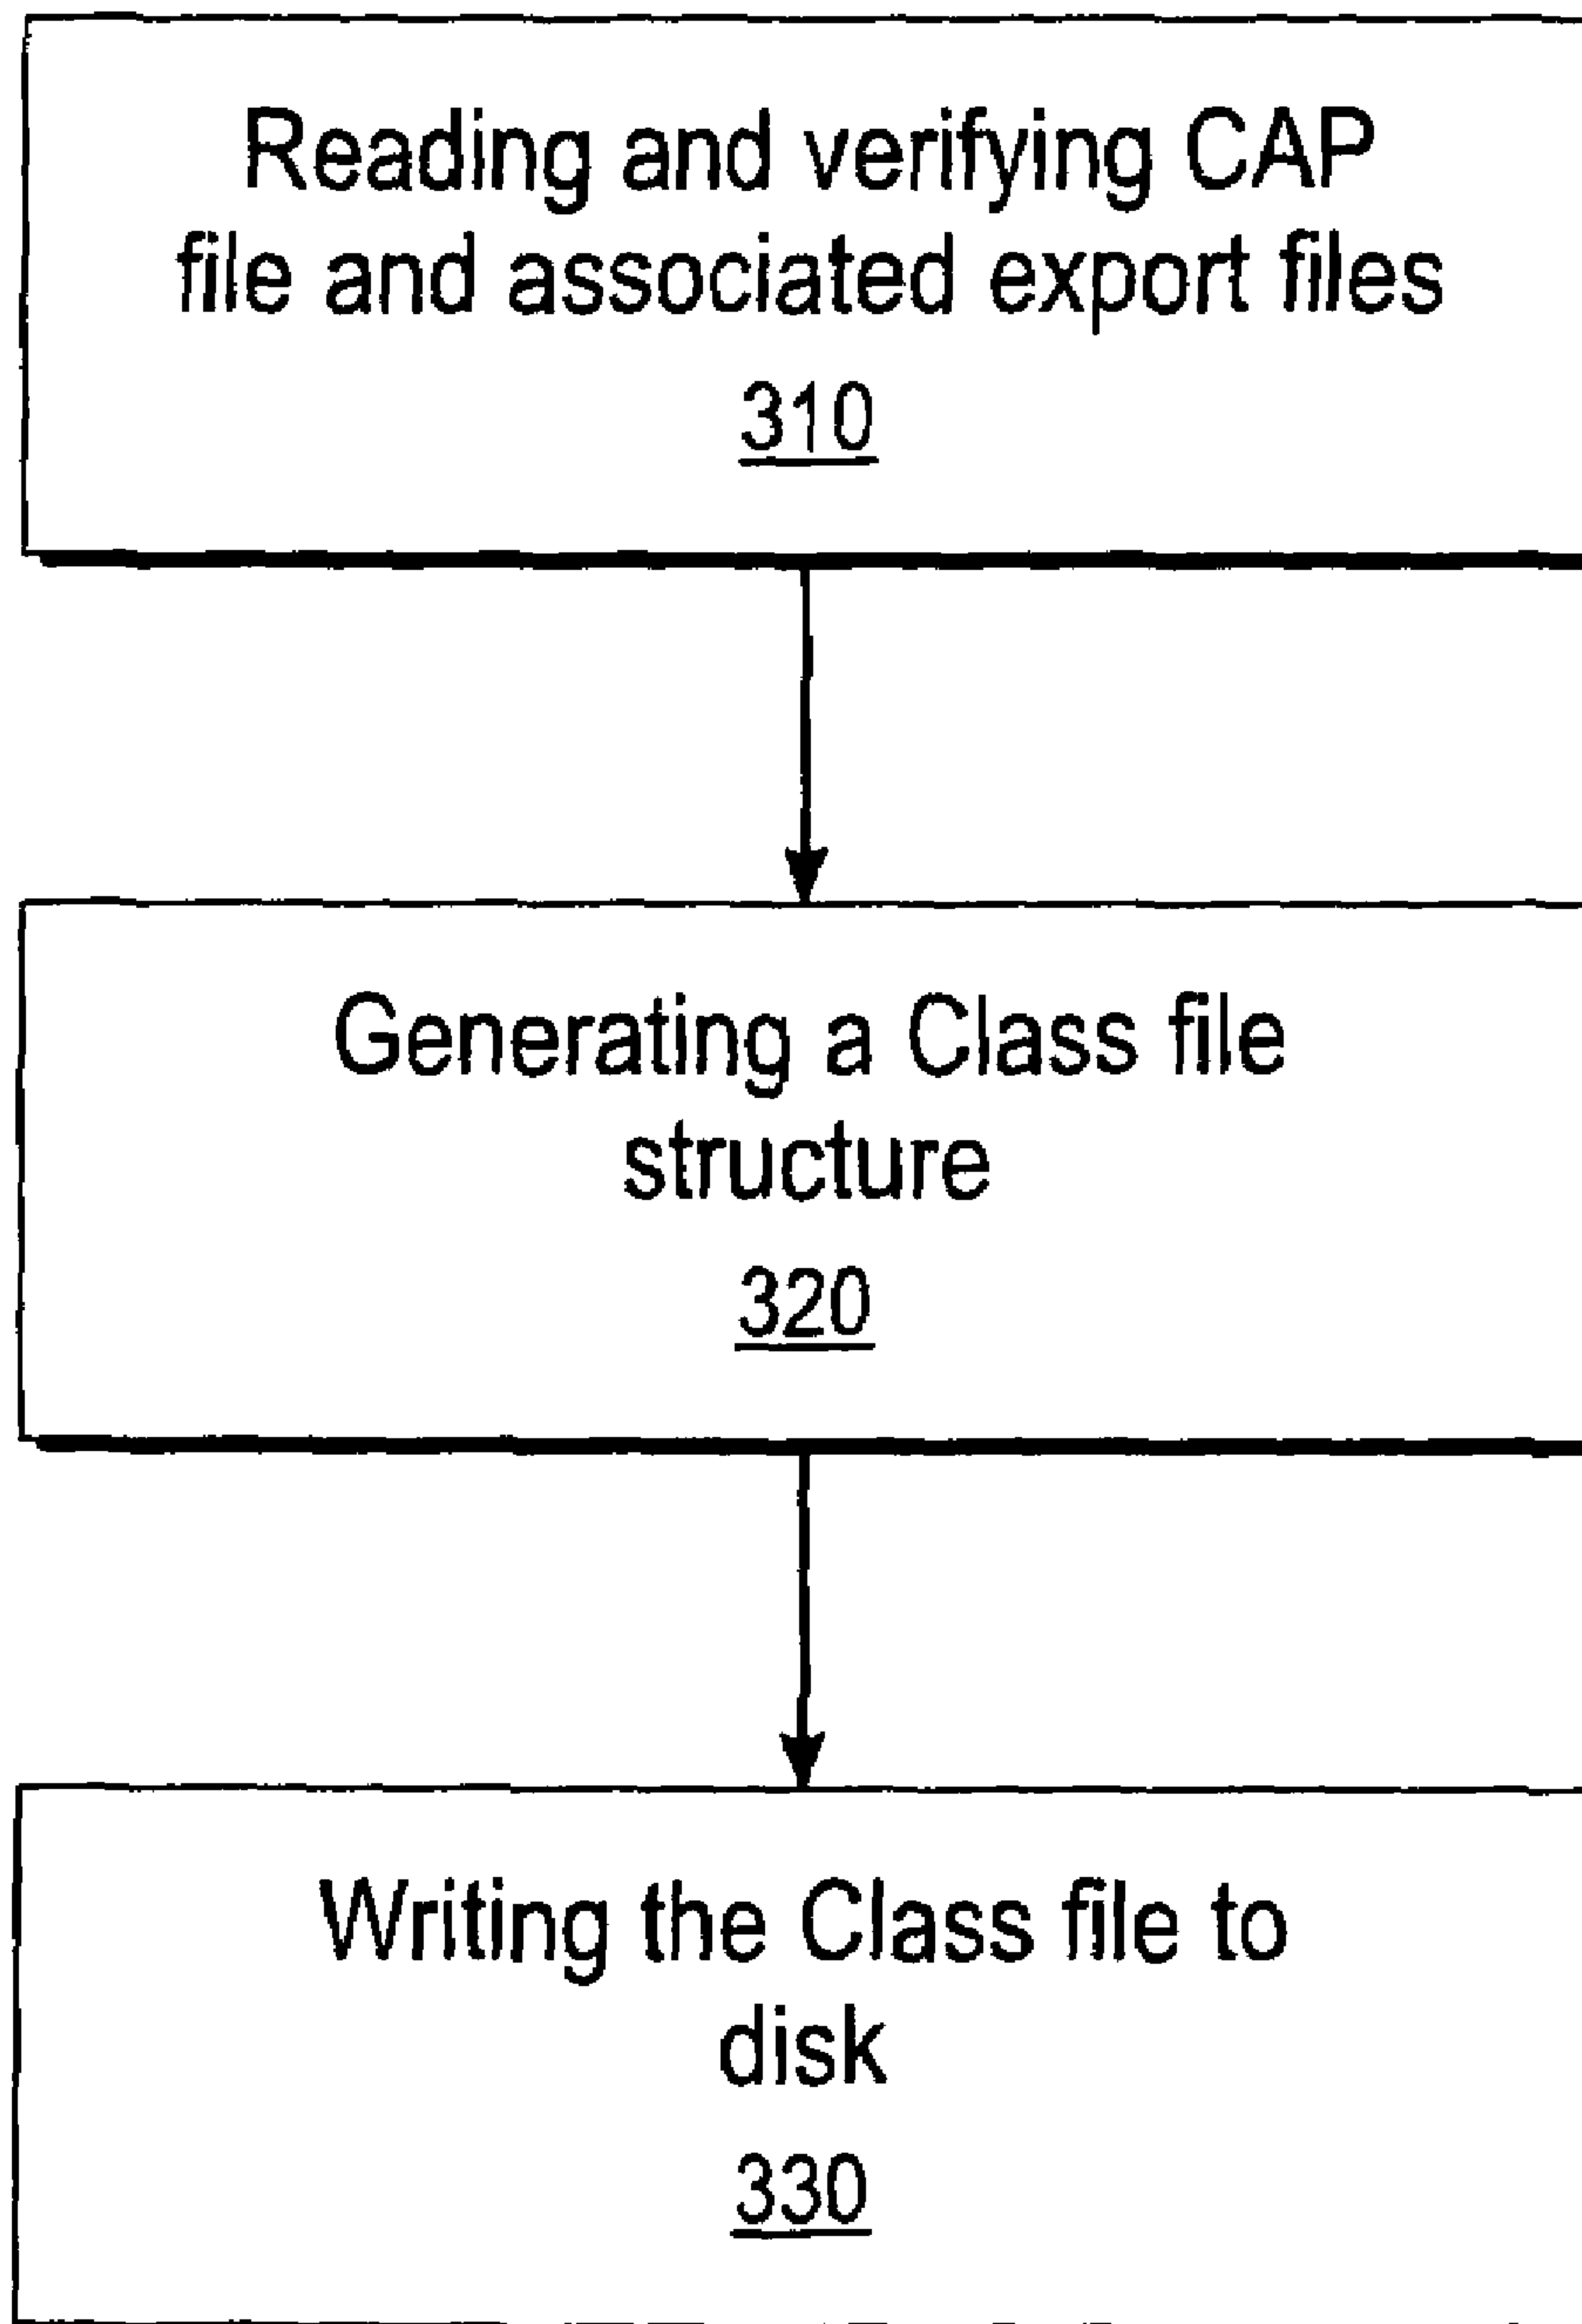 Reading and verifying CAP
file and associated export files
310
Generating a Class file
structure
320
Writing the Class file to
disk
330